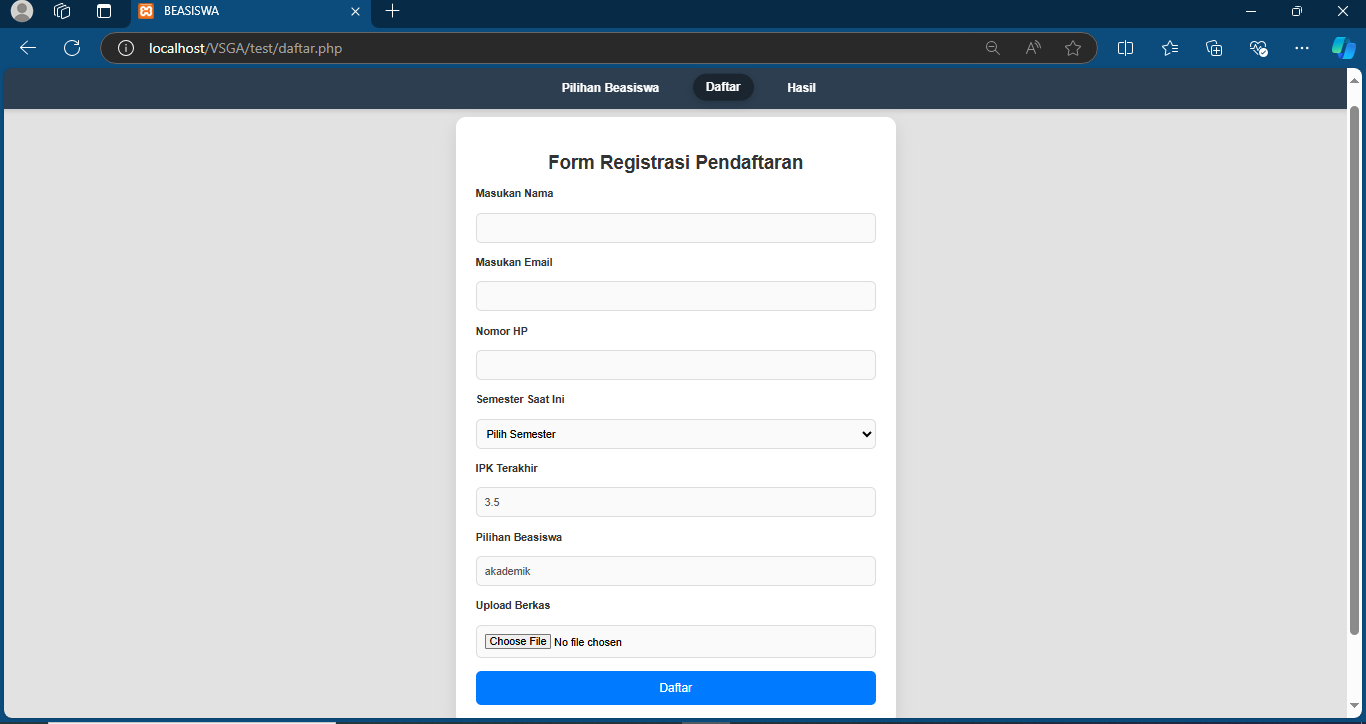 BEASISWA
localhost/VSGA/test/daftar.php
Pilihan Beasiswa Daftar Hasil
Form Registrasi Pendaftaran
Masukan Nama
Masukan Email
Nomor HP
Semester Saat Ini
Pilih Semester
IPK Terakhir
3.5
Pilihan Beasiswa
akademik
Upload Berkas
Choose File No file chosen
Daftar